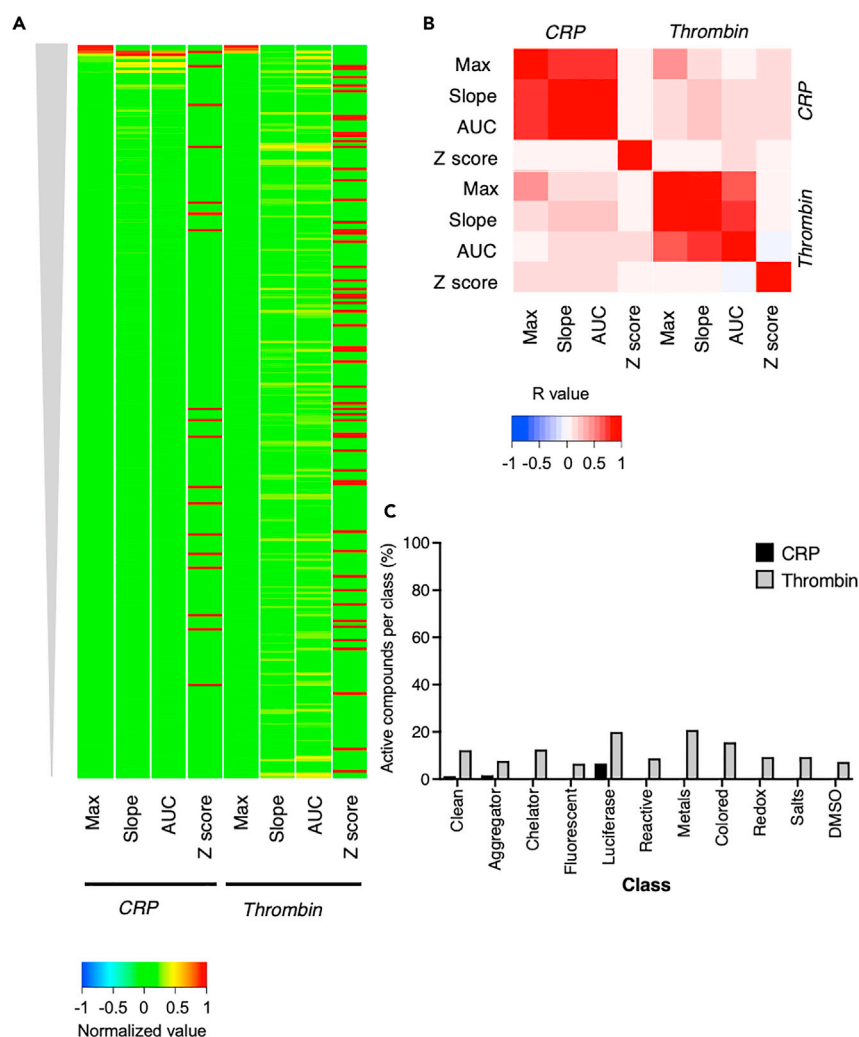 A
Max
Slope
AUC
Z score
Max
Slope
AUC
Z score
CRP
Thrombin
-1 -0.5 0 0.5 1
Normalized value
B
CRP Thrombin
Max
Slope
AUC
Z score
Max
Slope
AUC
Z score
CRP
Thrombin
Max
Slope
AUC
Z score
Max
Slope
AUC
Z score
R value
-1 -0.5 0 0.5 1
C
Active compounds per class (%)
100
80
60
40
20
0
CRP
Thrombin
Clean
Aggregator
Chelator
Fluorescent
Luciferase
Reactive
Metals
Colored
Redox
Salts
DMSO
Class